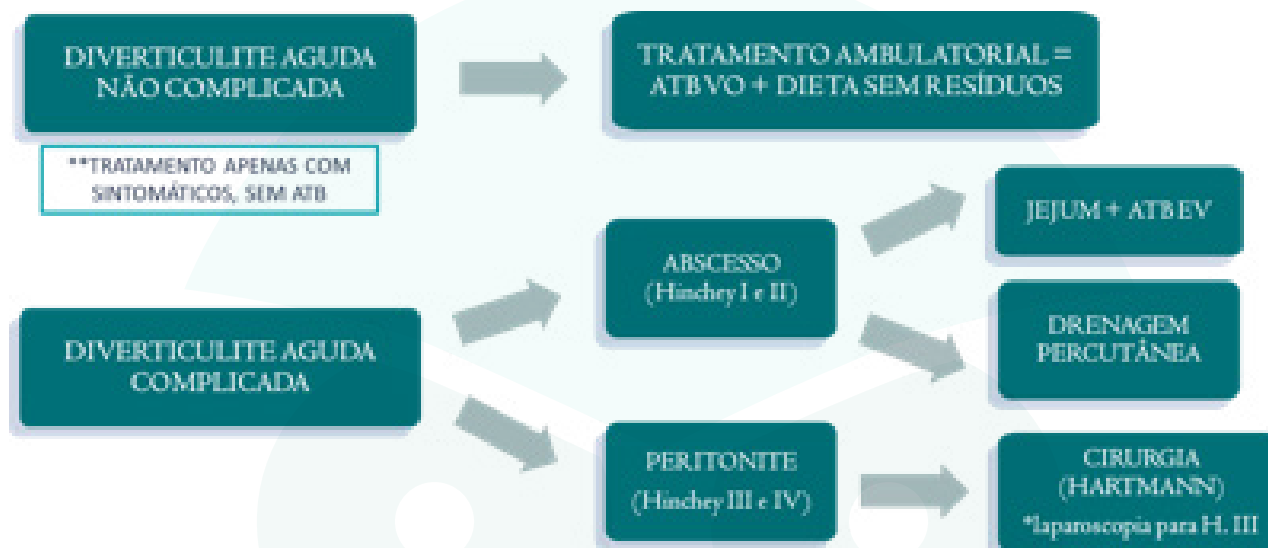 DIVERTICULITE AGUDA
NÃO COMPLICADA
TRATAMENTO AMBULATORIAL =
ATB VO + DIETA SEM RESÍDUOS
**TRATAMENTO APENAS COM
SINTOMÁTICOS, SEM ATB
DIVERTICULITE AGUDA
COMPLICADA
ABSCESSO
(Hinchey I e II)
JEJUM + ATB EV
DRENAGEM
PERCUTÂNEA
PERITONITE
(Hinchey III e IV)
CIRURGIA
(HARTMANN)
*laparoscopia para H. III